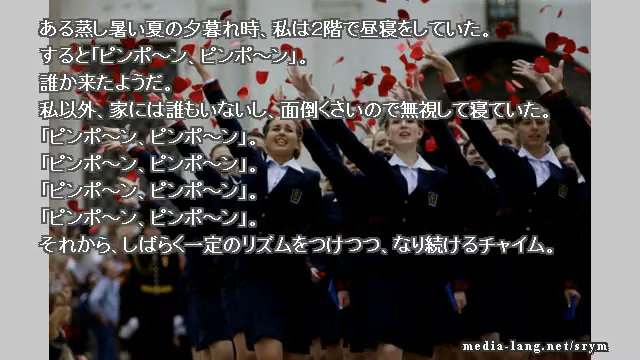 ある蒸し暑い夏の夕暮れ時、私は2階で昼寝をしていた。
すると「ピンポ～ン、ピンポ～ン」。
誰か来たようだ。
私以外、家には誰もいないし、面倒くさいので無視して寝ていた。
「ピンポ～ン、ピンポ～ン」。
「ピンポ～ン、ピンポ～ン」。
「ピンポ～ン、ピンポ～ン」。
「ピンポ～ン、ピンポ～ン」。
それから、しばらく一定のリズムをつけつつ、なり続けるチャイム。
media-lang.net/srym